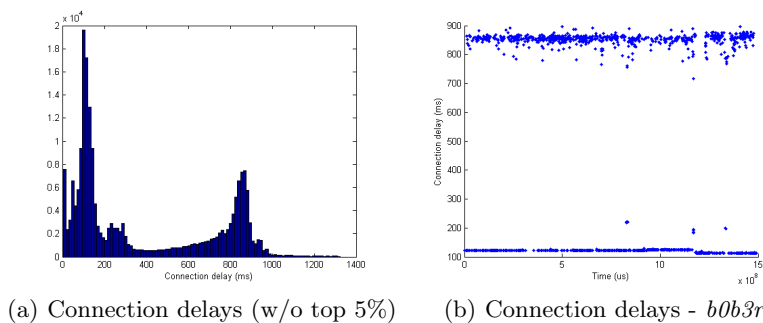 2 x 10^4
1.8
1.6
1.4
1.2
1
0.8
0.6
0.4
0.2
0
0 200 400 600 800 1000 1200 1400
Connection delay (ms)
900
800
700
600
500
400
300
200
100
Connection delay (ms)
0 5 10 15
Time (us)
x 10^8
(a) Connection delays (w/o top 5%)
(b) Connection delays - b0b3r